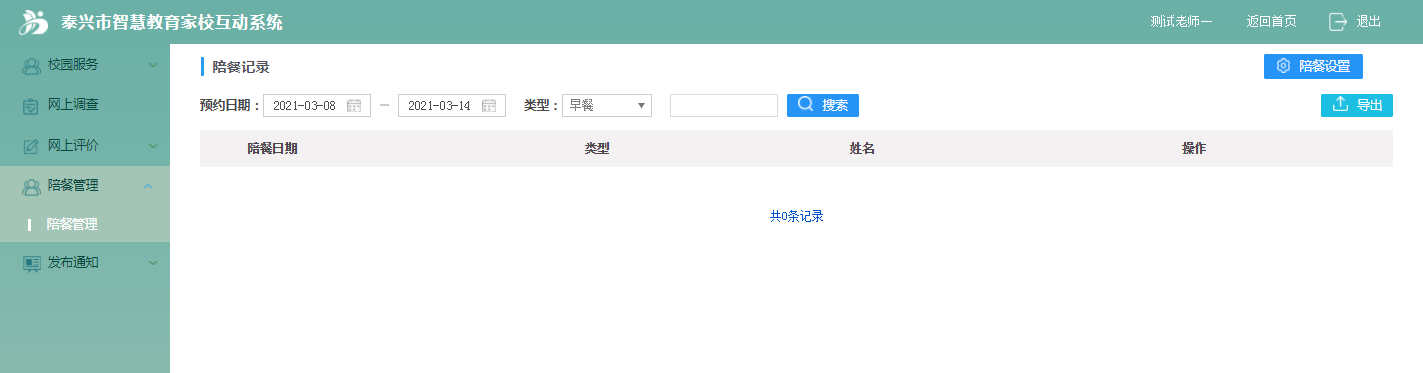 泰兴市智慧教育家校互动系统 测试老师一 返回首页 退出
校园服务
网上调查
网上评价
陪餐管理
陪餐管理
发布通知
陪餐记录 陪餐设置
预约日期： 2021-03-08 — 2021-03-14 类型： 早餐 搜索 导出
陪餐日期 类型 姓名 操作
共0条记录